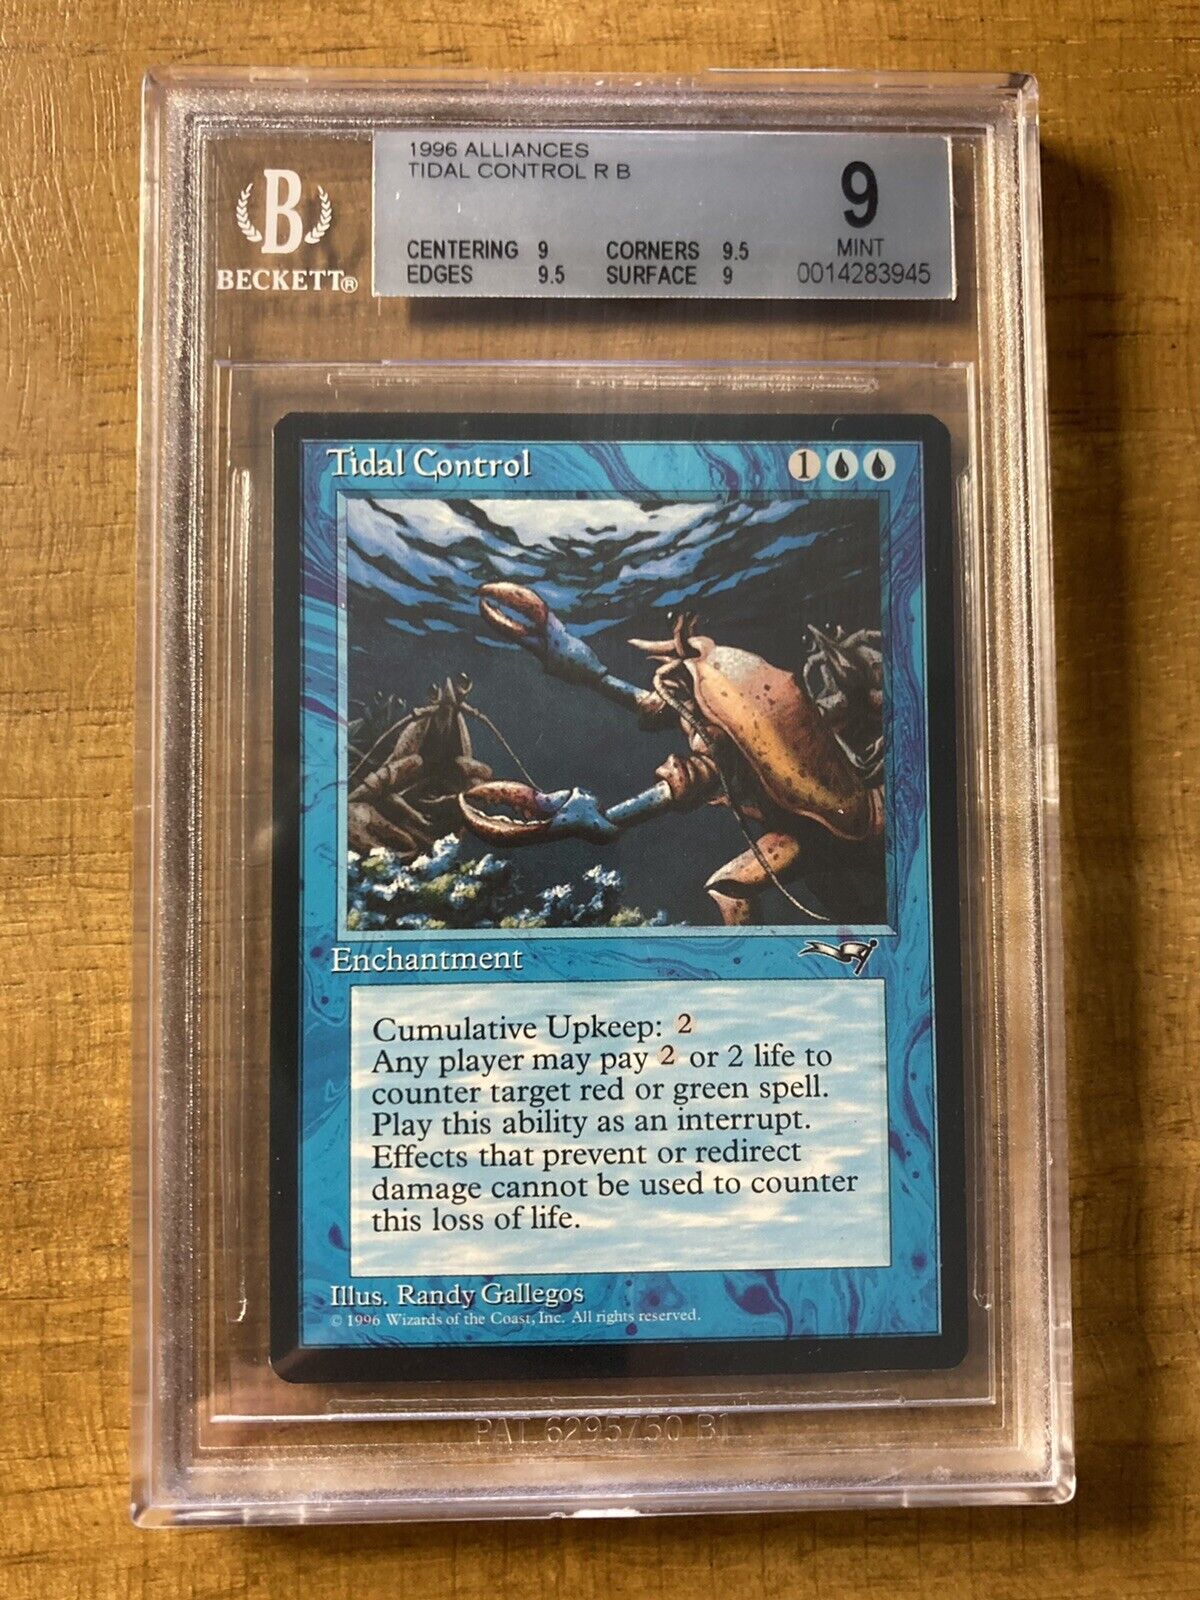 1996 ALLIANCES
TIDAL CONTROL R B
CENTERING 9 CORNERS 9.5
EDGES 9.5 SURFACE 9
9
MINT
0014283945
B
BECKETT®
Tidal Control 1
Enchantment
Cumulative Upkeep: 2
Any player may pay 2 or 2 life to
counter target red or green spell.
Play this ability as an interrupt.
Effects that prevent or redirect
damage cannot be used to counter
this loss of life.
Illus. Randy Gallegos
© 1996 Wizards of the Coast, Inc. All rights reserved.
PAT 6295750 B1